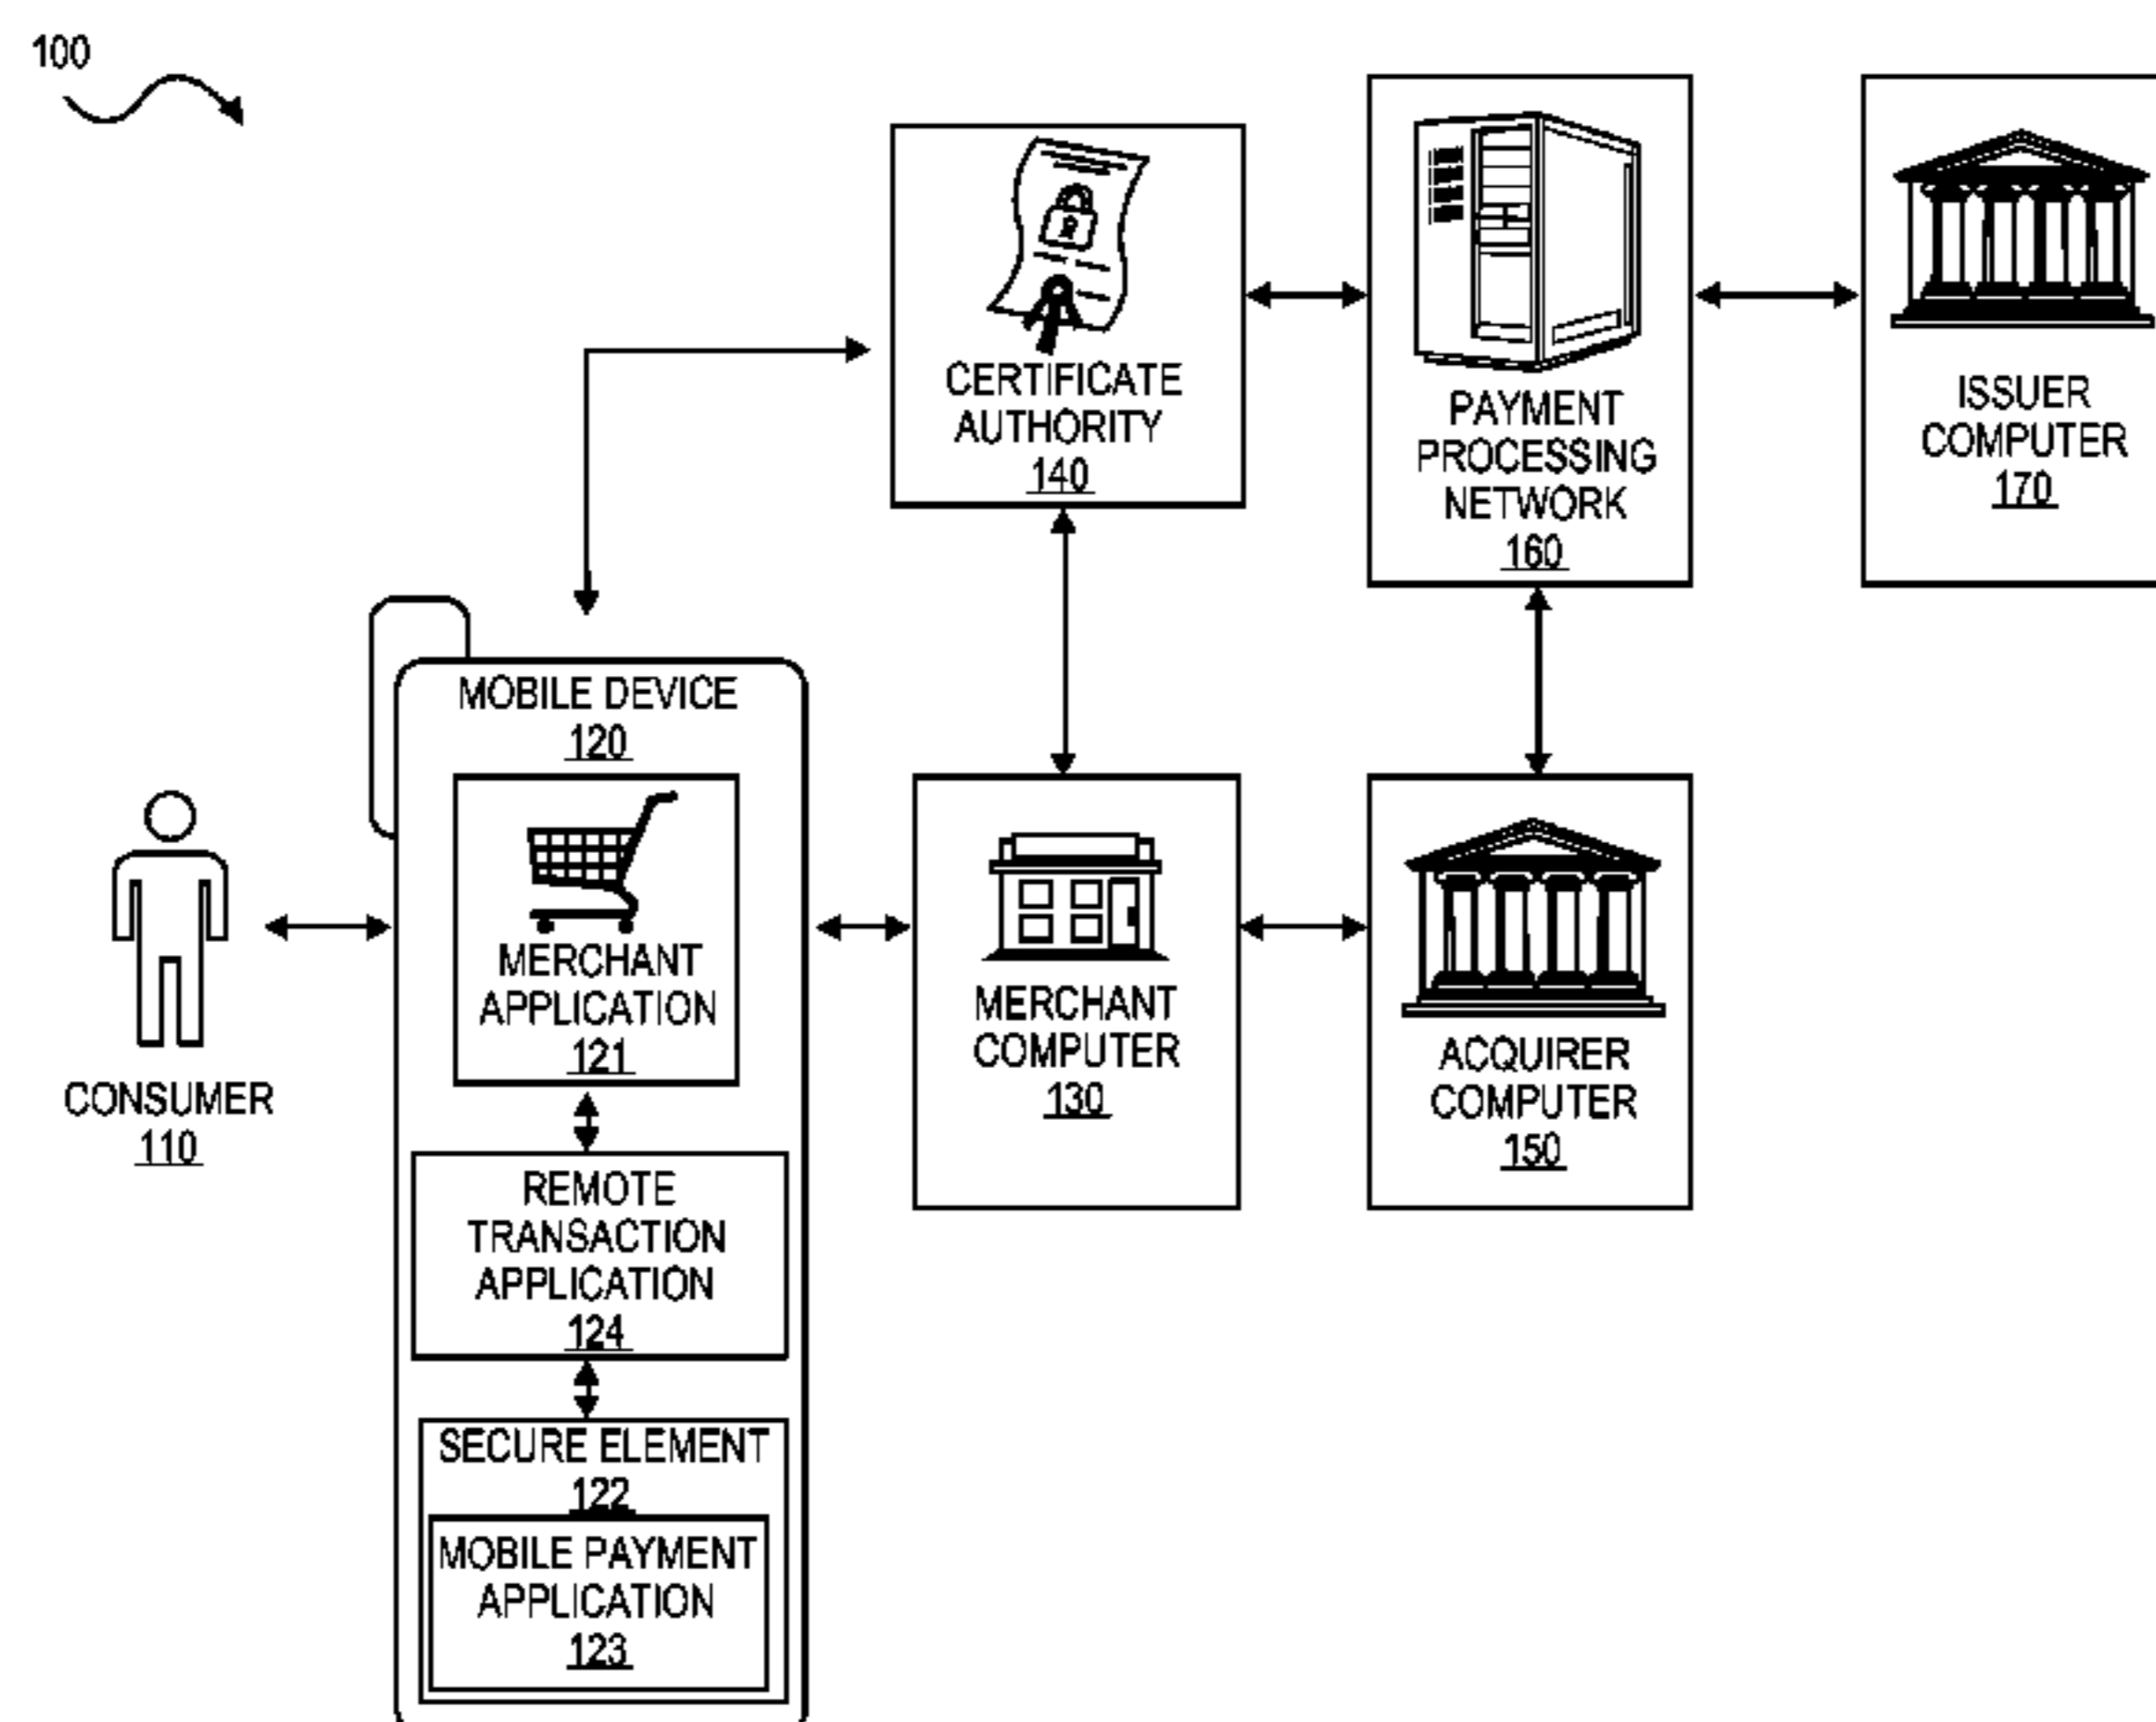 100
CERTIFICATE
AUTHORITY
140
PAYMENT
PROCESSING
NETWORK
160
ISSUER
COMPUTER
170
CONSUMER
110
MOBILE DEVICE
120
MERCHANT
APPLICATION
121
REMOTE
TRANSACTION
APPLICATION
124
SECURE ELEMENT
122
MOBILE PAYMENT
APPLICATION
123
MERCHANT
COMPUTER
130
ACQUIRER
COMPUTER
150